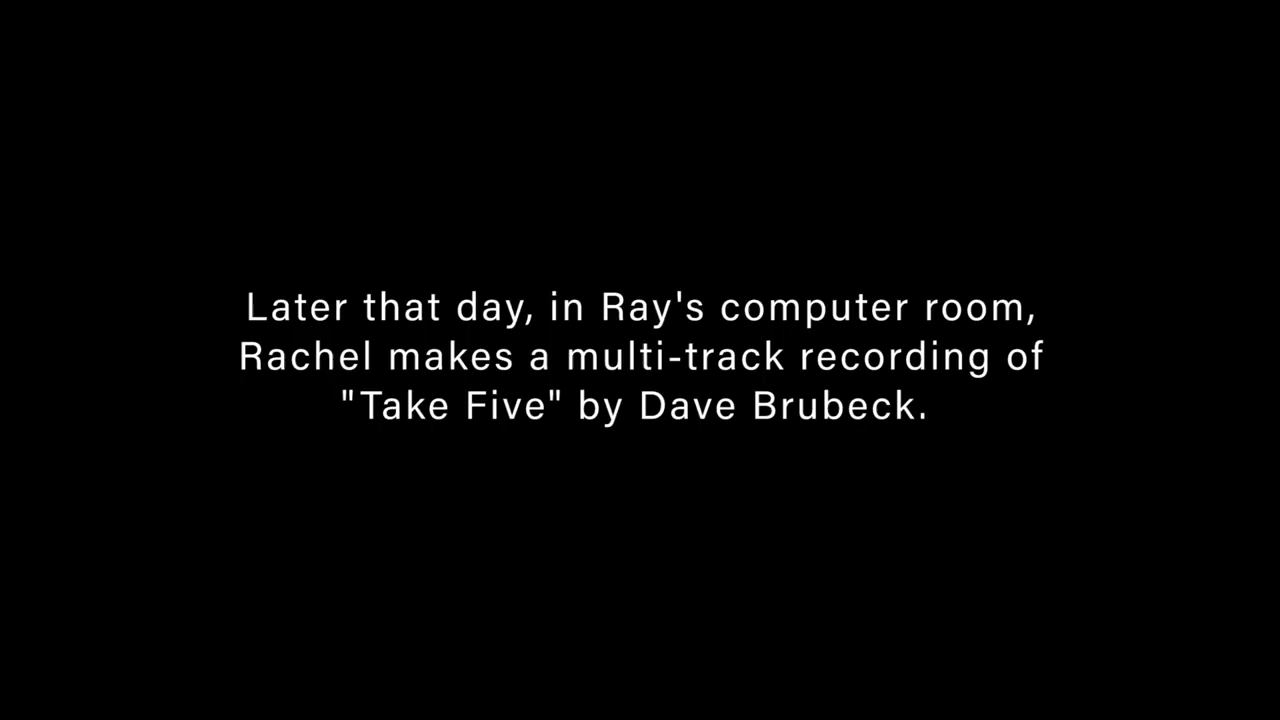 Later that day, in Ray's computer room,
Rachel makes a multi-track recording of
"Take Five" by Dave Brubeck.